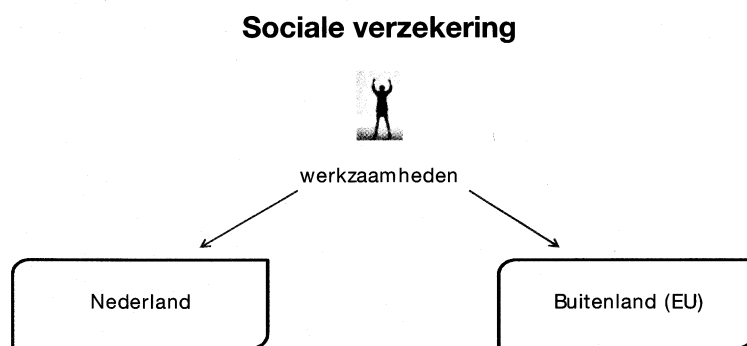 Sociale verzekering
werkzaamheden
Nederland
Buitenland (EU)